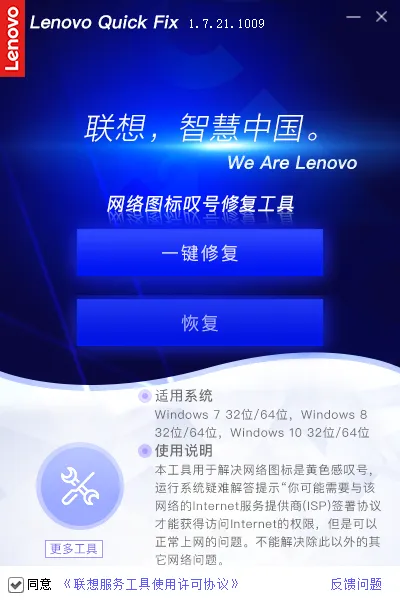 Lenovo
Lenovo Quick Fix 1.7.21.1009
联想，智慧中国。
We Are Lenovo
网络图标叹号修复工具
一键修复
恢复
适用系统
Windows 7 32位/64位，Windows 8
32位/64位，Windows 10 32位/64位
使用说明
本工具用于解决网络图标是黄色感叹号，
运行系统疑难解答提示“你可能需要与该
网络的Internet服务提供商(ISP)签署协议
才能获得访问Internet的权限，但是可以
正常上网的问题。不能解决除此以外的其
它网络问题。
更多工具
同意 《联想服务工具使用许可协议》
反馈问题